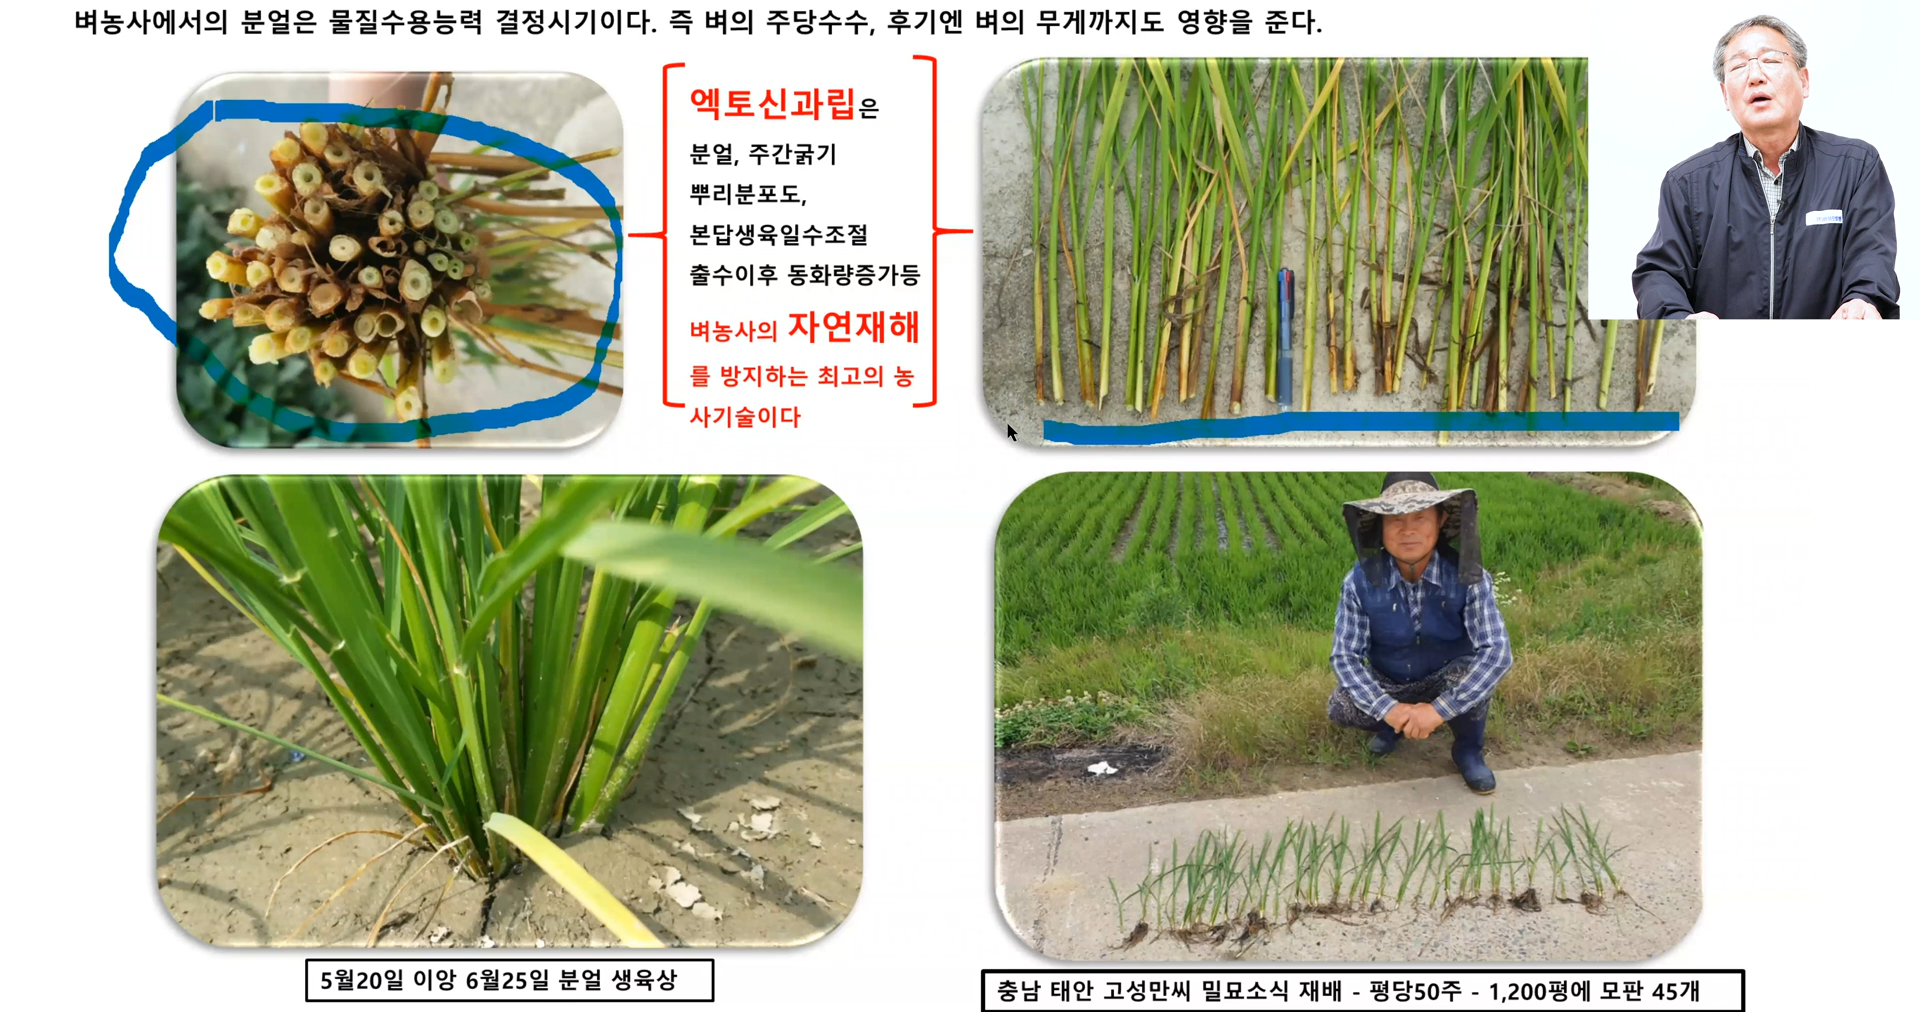 벼농사에서의 분얼은 물질수용능력 결정시기이다. 즉 벼의 주당수수, 후기엔 벼의 무게까지도 영향을 준다.
엑토신과립은
분얼, 주간굵기
뿌리분포도,
본답생육일수조절
출수이후 동화량증가등
벼농사의 자연재해
를 방지하는 최고의 농
사기술이다
5월20일 이앙 6월25일 분얼 생육상
충남 태안 고성만씨 밀묘소식 재배 - 평당50주 - 1,200평에 모판 45개